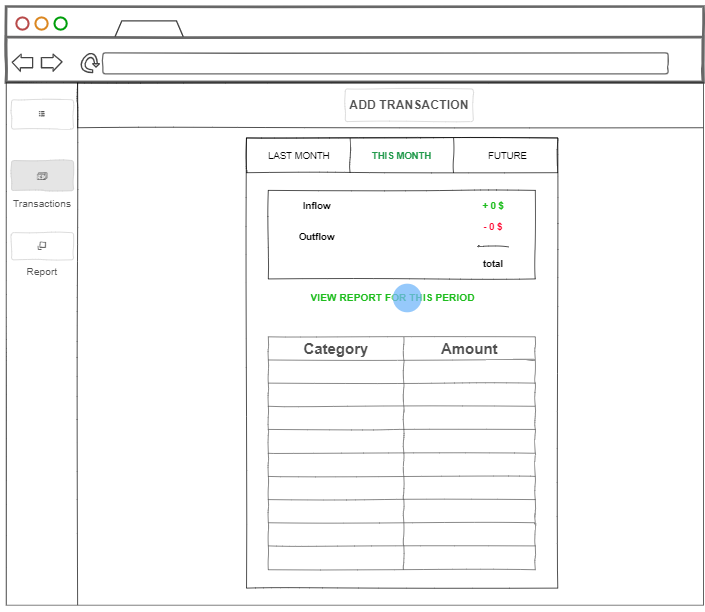 ADD TRANSACTION
LAST MONTH
THIS MONTH
FUTURE
Transactions
Report
Inflow
+ 0 $
- 0 $
Outflow
total
VIEW REPORT FOR THIS PERIOD
Category
Amount